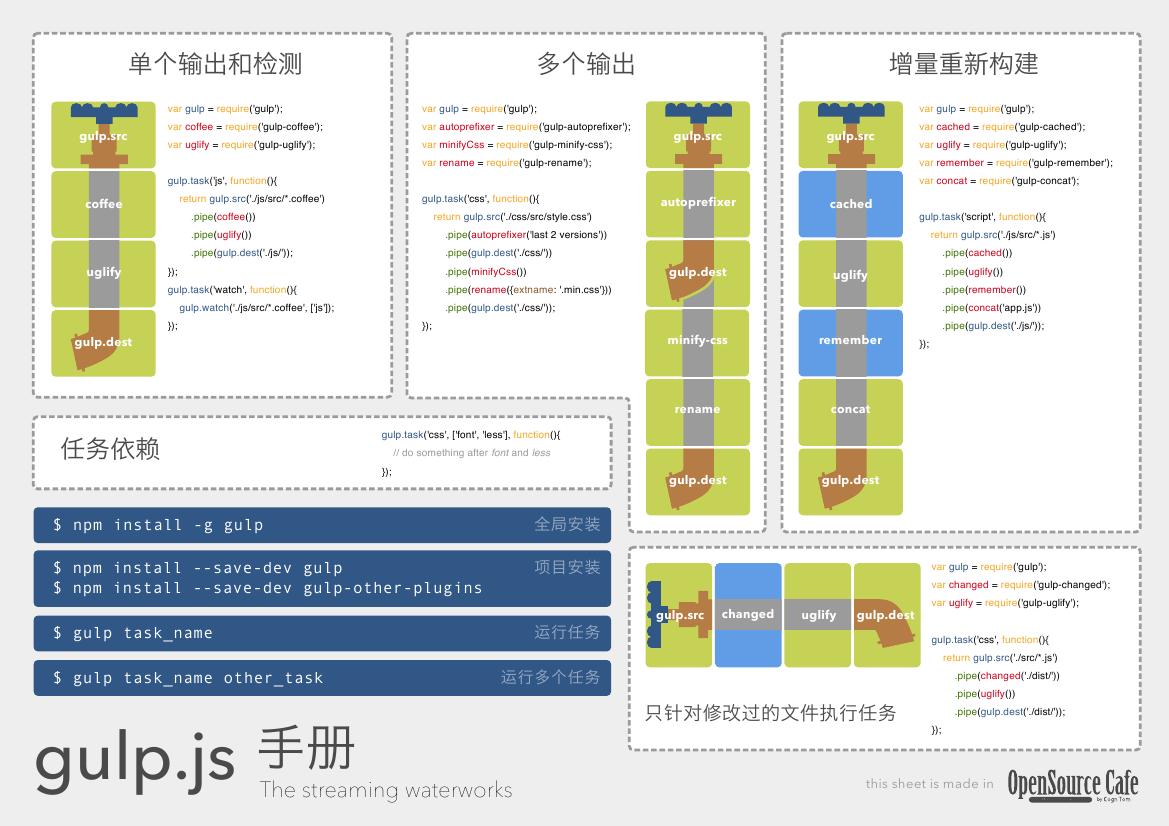 单个输出和检测
gulp.src
coffee
uglify
gulp.dest
var gulp = require('gulp');
var coffee = require('gulp-coffee');
var uglify = require('gulp-uglify');
gulp.task('js', function(){
return gulp.src('./js/src/*.coffee')
.pipe(coffee())
.pipe(uglify())
.pipe(gulp.dest('./js/'));
});
gulp.task('watch', function(){
gulp.watch('./js/src/*.coffee', ['js']);
});
多个输出
var gulp = require('gulp');
var autoprefixer = require('gulp-autoprefixer');
var minifyCss = require('gulp-minify-css');
var rename = require('gulp-rename');
gulp.task('css', function(){
return gulp.src('./css/src/style.css')
.pipe(autoprefixer('last 2 versions'))
.pipe(gulp.dest('./css/'))
.pipe(minifyCss())
.pipe(rename({extname: '.min.css'}))
.pipe(gulp.dest('./css/'));
});
gulp.src
autoprefixer
gulp.dest
minify-css
rename
gulp.dest
增量重新构建
gulp.src
cached
uglify
remember
concat
gulp.dest
var gulp = require('gulp');
var cached = require('gulp-cached');
var uglify = require('gulp-uglify');
var remember = require('gulp-remember');
var concat = require('gulp-concat');
gulp.task('script', function(){
return gulp.src('./js/src/*.js')
.pipe(cached())
.pipe(uglify())
.pipe(remember())
.pipe(concat('app.js'))
.pipe(gulp.dest('./js/'));
});
任务依赖
gulp.task('css', ['font', 'less'], function(){
// do something after font and less
});
$ npm install -g gulp 全局安装
$ npm install --save-dev gulp 项目安装
$ npm install --save-dev gulp-other-plugins
$ gulp task_name 运行任务
$ gulp task_name other_task 运行多个任务
gulp.src changed uglify gulp.dest
只针对修改过的文件执行任务
var gulp = require('gulp');
var changed = require('gulp-changed');
var uglify = require('gulp-uglify');
gulp.task('css', function(){
return gulp.src('./src/*.js')
.pipe(changed('./dist/'))
.pipe(uglify())
.pipe(gulp.dest('./dist/'));
});
gulp.js 手册
The streaming waterworks
this sheet is made in OpenSource Cafe
by Eugn Tom